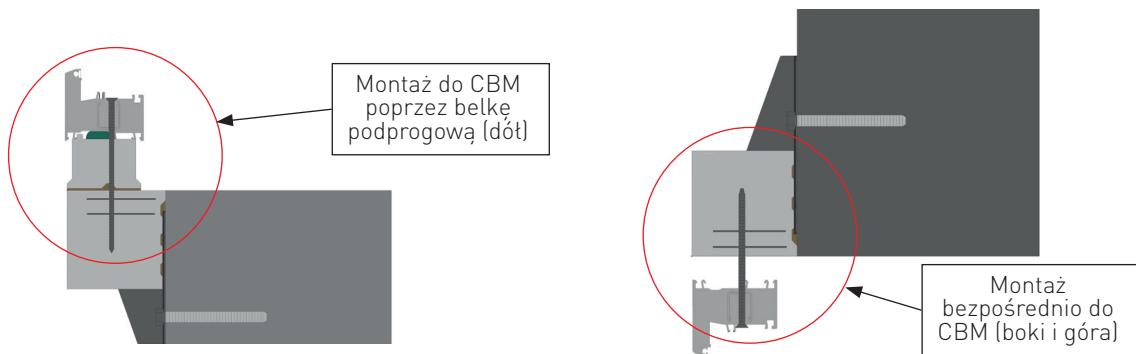 Montaż do CBM
poprzez belkę
podprogową (dół)
Montaż
bezpośrednio do
CBM (boki i góra)